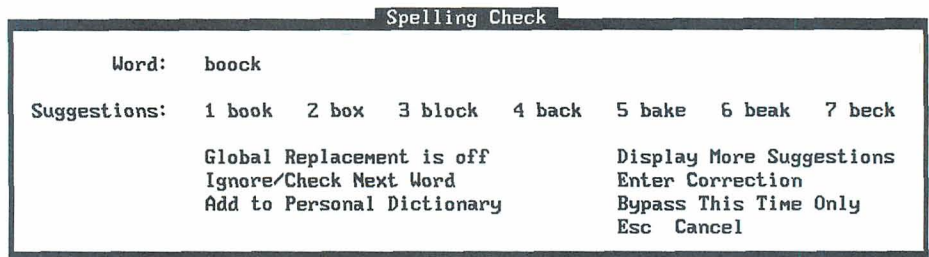 Spelling Check
Word: boock
Suggestions: 1 book 2 box 3 block 4 back 5 bake 6 beak 7 beck
Global Replacement is off Display More Suggestions
Ignore/Check Next Word Enter Correction
Add to Personal Dictionary Bypass This Time Only
Esc Cancel